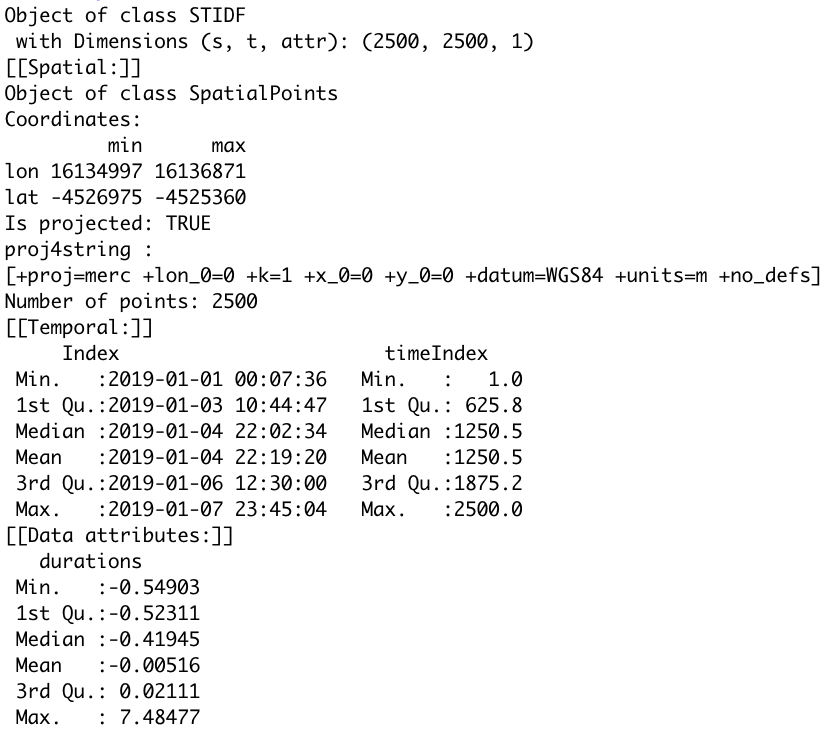 Object of class STIDF
 with Dimensions (s, t, attr): (2500, 2500, 1)
[[Spatial:]]
Object of class SpatialPoints
Coordinates:
         min      max
lon 16134997 16136871
lat -4526975 -4525360
Is projected: TRUE
proj4string :
[+proj=merc +lon_0=0 +k=1 +x_0=0 +y_0=0 +datum=WGS84 +units=m +no_defs]
Number of points: 2500
[[Temporal:]]
     Index                       timeIndex
 Min.   :2019-01-01 00:07:36   Min.   :   1.0
 1st Qu.:2019-01-03 10:44:47   1st Qu.: 625.8
 Median :2019-01-04 22:02:34   Median :1250.5
 Mean   :2019-01-04 22:19:20   Mean   :1250.5
 3rd Qu.:2019-01-06 12:30:00   3rd Qu.:1875.2
 Max.   :2019-01-07 23:45:04   Max.   :2500.0
[[Data attributes:]]
   durations
 Min.   :-0.54903
 1st Qu.:-0.52311
 Median :-0.41945
 Mean   :-0.00516
 3rd Qu.: 0.02111
 Max.   : 7.48477